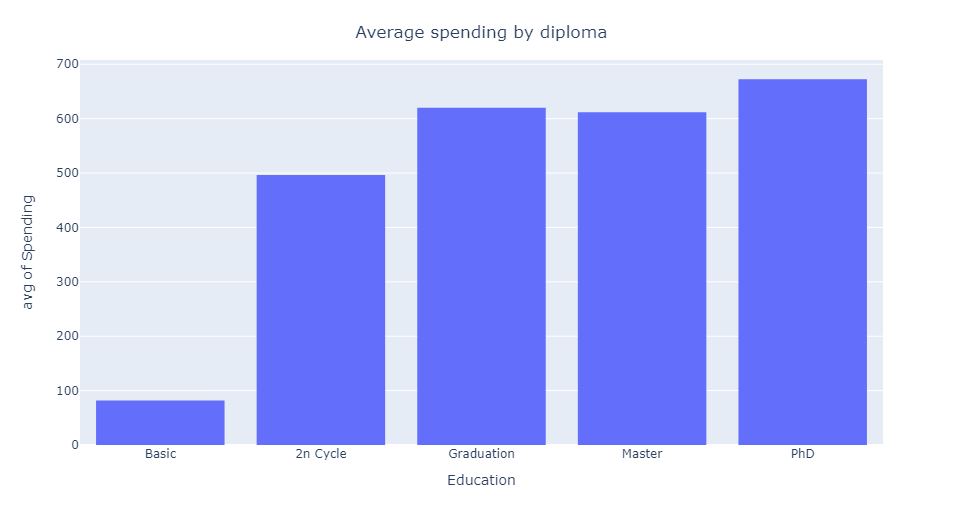 Average spending by diploma
avg of Spending
700
600
500
400
300
200
100
0
Basic
2n Cycle
Graduation
Master
PhD
Education